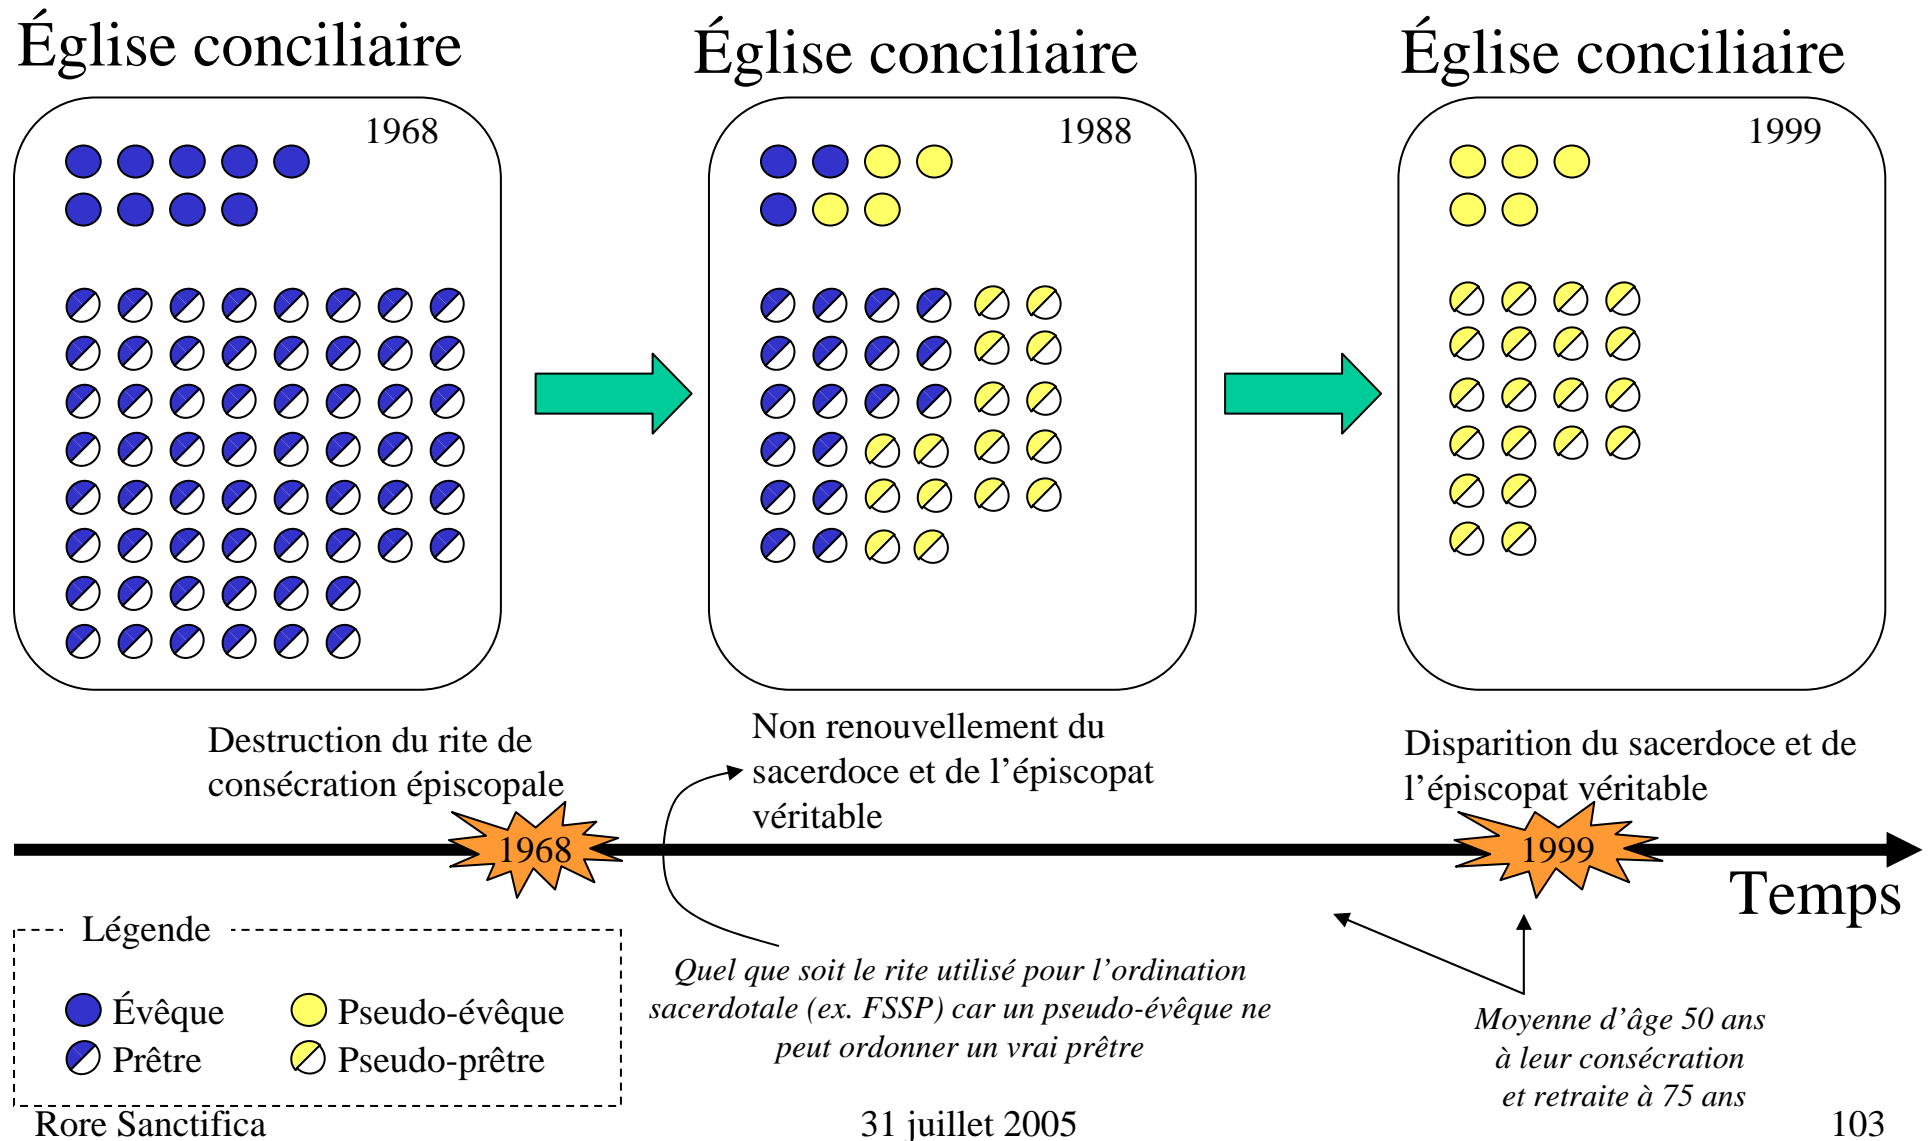 Église conciliaire
Église conciliaire
Église conciliaire
1968
1988
1999
Destruction du rite de
consécration épiscopale
Non renouvellement du
sacerdoce et de l’épiscopat
véritable
Disparition du sacerdoce et de
l’épiscopat véritable
1968
1999
Temps
Légende
Évêque
Pseudo-évêque
Prêtre
Pseudo-prêtre
Quel que soit le rite utilisé pour l’ordination
sacerdotale (ex. FSSP) car un pseudo-évêque ne
peut ordonner un vrai prêtre
Moyenne d’âge 50 ans
à leur consécration
et retraite à 75 ans
Rore Sanctifica
31 juillet 2005
103